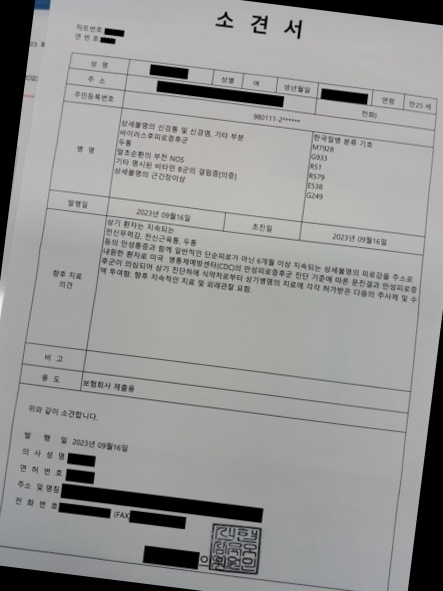 소 견 서
차트번호
연 번 호
성 명 성별 여 생년월일 연령 만25 세
주 소 전화)
주민등록번호 980111-2******
병 명
상세불명의 신경통 및 신경염, 기타 부분
바이러스후피로증후군
두통
말초순환의 부전 NOS
기타 명시된 비타민 B군의 결핍증[의증]
상세불명의 근긴장이상
한국질병 분류 기호
M7928
G933
R51
R579
E538
G249
발병일 2023년 09월16일 초진일 2023년 09월16일
향후 치료
의견
상기 환자는 지속되는
전신무력감, 전신근육통, 두통
등의 만성통증과 함께 일반적인 단순피로가 아닌 6개월 이상 지속되는 상세불명의 피로감을 주소로
내원한 환자로 미국 병통제예방센터(CDC)의 만성피로증후군 진단 기준에 따른 문진결과 만성피로증
후군이 의심되어 상기 진단하에 식약처로부터 상기병명의 치료에 각각 허가받은 다음의 주사제 및 수
액 투여함. 향후 지속적인 치료 및 외래관찰 요함.
비 고
용 도 보험회사 제출용
위와 같이 소견합니다.
발 행 일 2023년 09월16일
의 사 성 명
면 허 번 호
주소 및 명칭
전 화 번 호 (FAX)